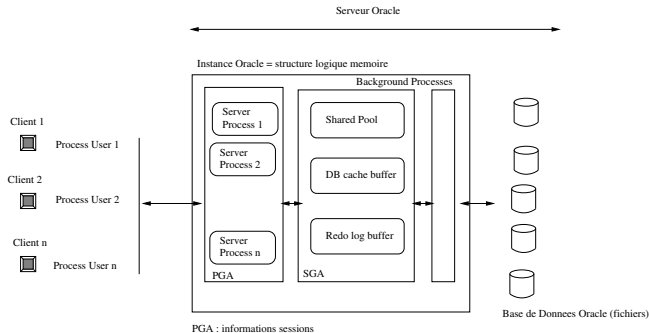 Serveur Oracle
Instance Oracle = structure logique memoire
Background Processes
Server
Process 1
Shared Pool
Client 1
Process User 1
Server
Process 2
DB cache buffer
Client 2
Process User 2
Client n
Process User n
Server
Process n
Redo log buffer
PGA
SGA
Base de Donnees Oracle (fichiers)
PGA : informations sessions